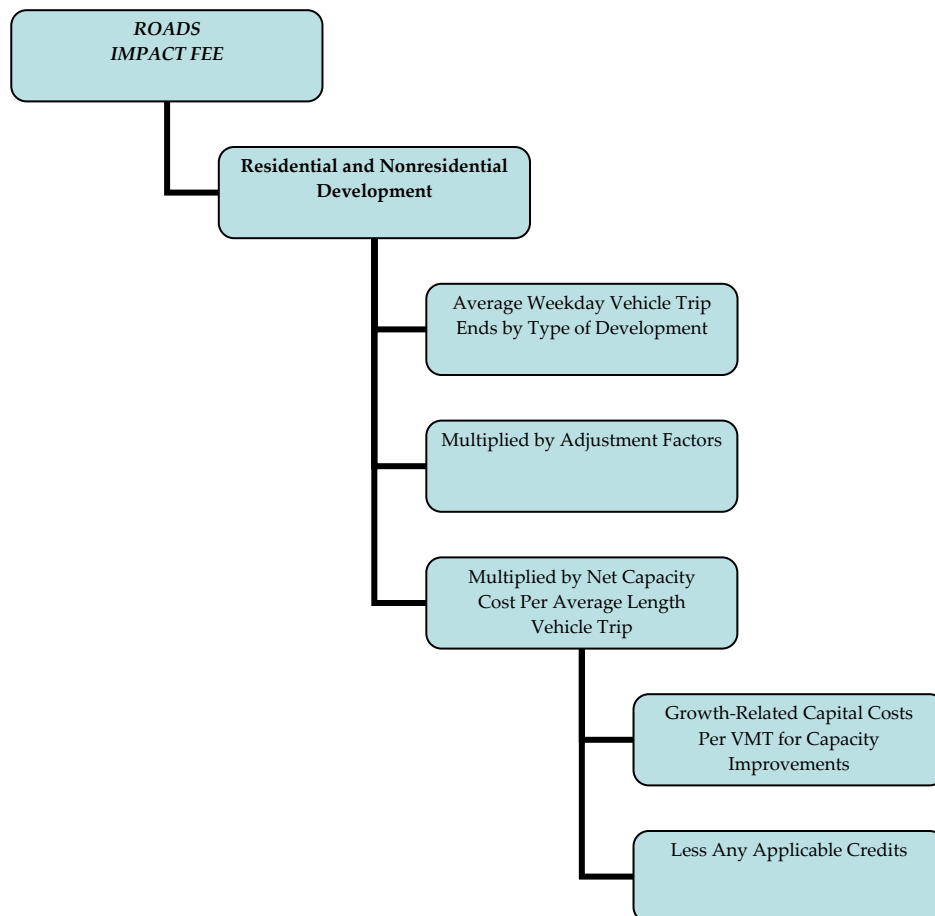 ROADS
IMPACT FEE
Residential and Nonresidential
Development
Average Weekday Vehicle Trip
Ends by Type of Development
Multiplied by Adjustment Factors
Multiplied by Net Capacity
Cost Per Average Length
Vehicle Trip
Growth-Related Capital Costs
Per VMT for Capacity
Improvements
Less Any Applicable Credits